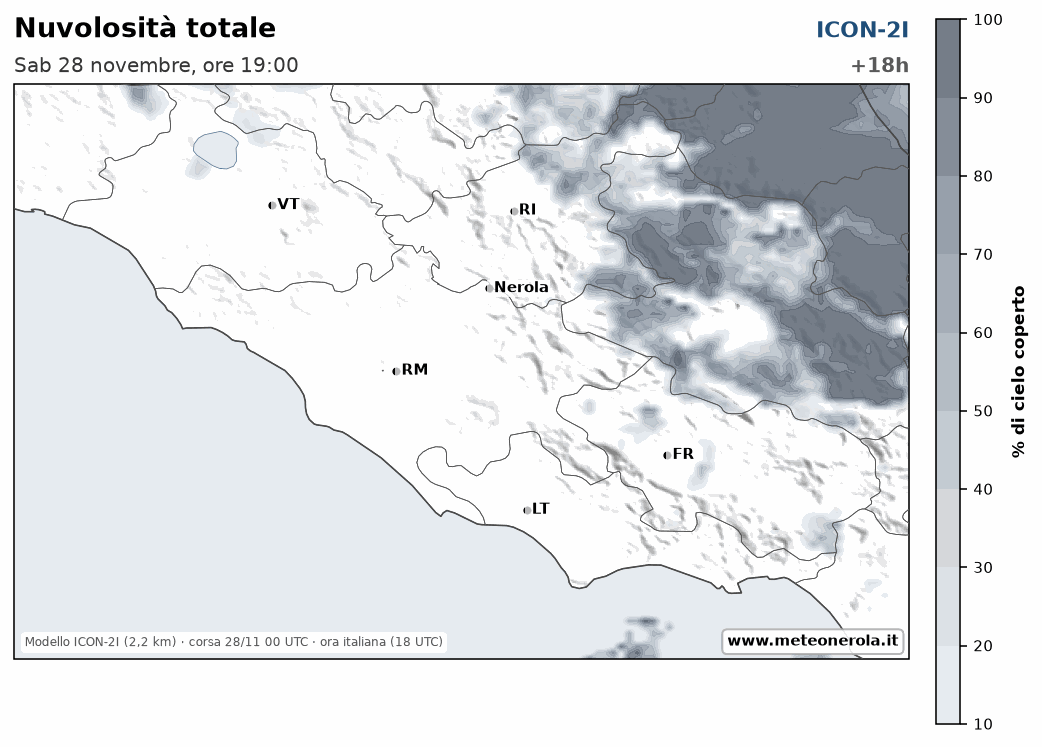 Nuvolosità totale
ICON-2I
Sab 28 novembre, ore 19:00
+18h
100
90
80
70
60
50
40
30
20
10
% di cielo coperto
VT
RI
Nerola
RM
FR
LT
Modello ICON-2I (2,2 km) · corsa 28/11 00 UTC · ora italiana (18 UTC)
www.meteonerola.it